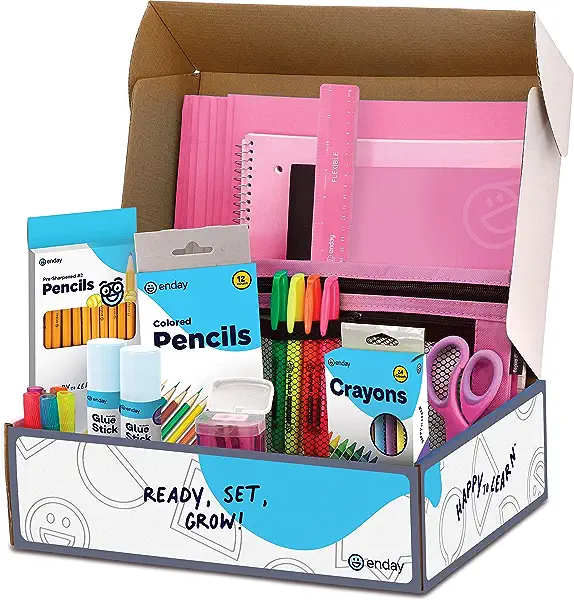 FLEXIBLE
enday
enday
Pre-Sharpened #2
Pencils
enday
12
Colored
Pencils
enday
24
Crayons
Glue
Stick
Glue
Stick
READY, SET,
GROW!
HAPPY TO LEARN
enday